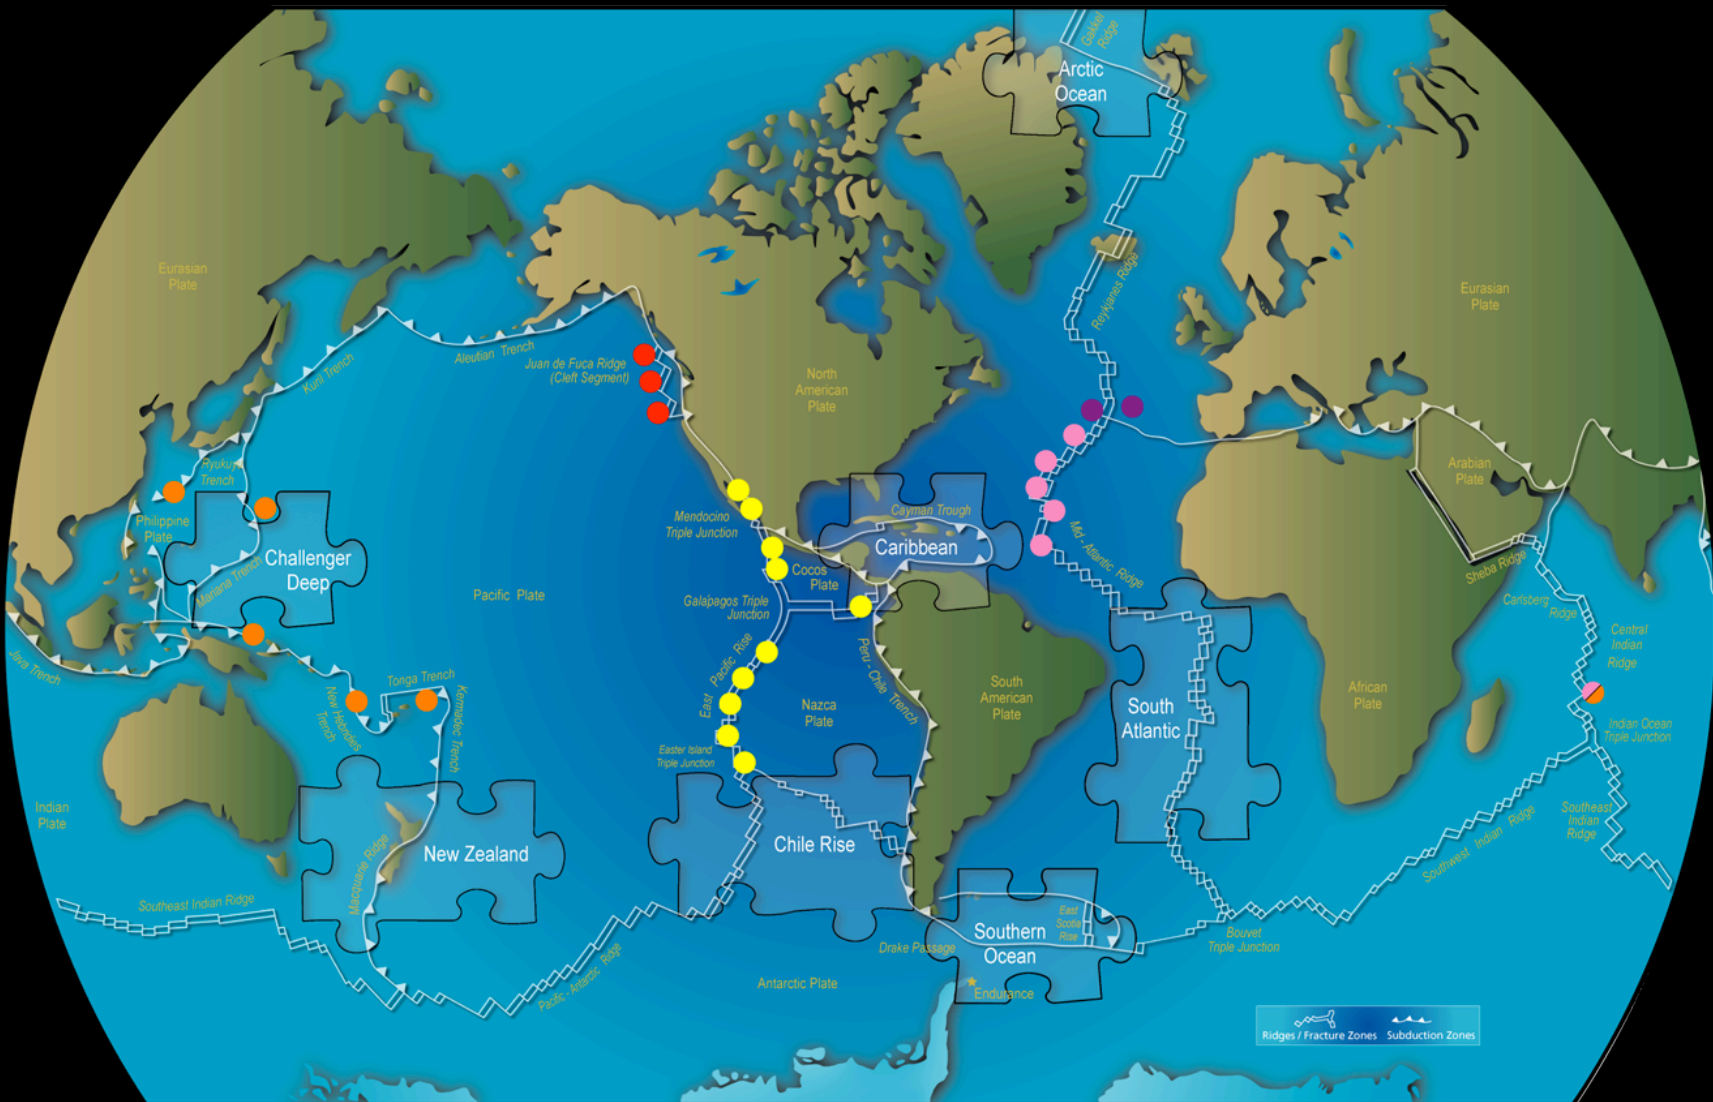 Gakkel
Ridge
Arctic
Ocean
Eurasian
Plate
Reykjanes Ridge
Eurasian
Plate
Kuril Trench
Aleutian Trench
Juan de Fuca Ridge
(Cleft Segment)
North
American
Plate
Ryukuyu
Trench
Arabian
Plate
Philippine
Plate
Mendocino
Triple Junction
Cayman Trough
Mid - Atlantic Ridge
Challenger
Deep
Caribbean
Mariana Trench
Cocos
Plate
Sheba Ridge
Pacific Plate
Galápagos Triple
Junction
Carlsberg
Ridge
Central
Indian
Ridge
Java Trench
Tonga Trench
New Hebrides
Trench
Kermadec Trench
East Pacific Rise
Peru - Chile Trench
Nazca
Plate
South
American
Plate
South
Atlantic
African
Plate
Indian Ocean
Triple Junction
Easter Island
Triple Junction
Indian
Plate
Southeast
Indian
Ridge
Macquarie Ridge
New Zealand
Chile Rise
Southwest Indian Ridge
Southeast Indian Ridge
East
Scotia
Rise
Southern
Ocean
Drake Passage
Bouvet
Triple Junction
Pacific - Antarctic Ridge
Antarctic Plate
Endurance
Ridges / Fracture Zones Subduction Zones